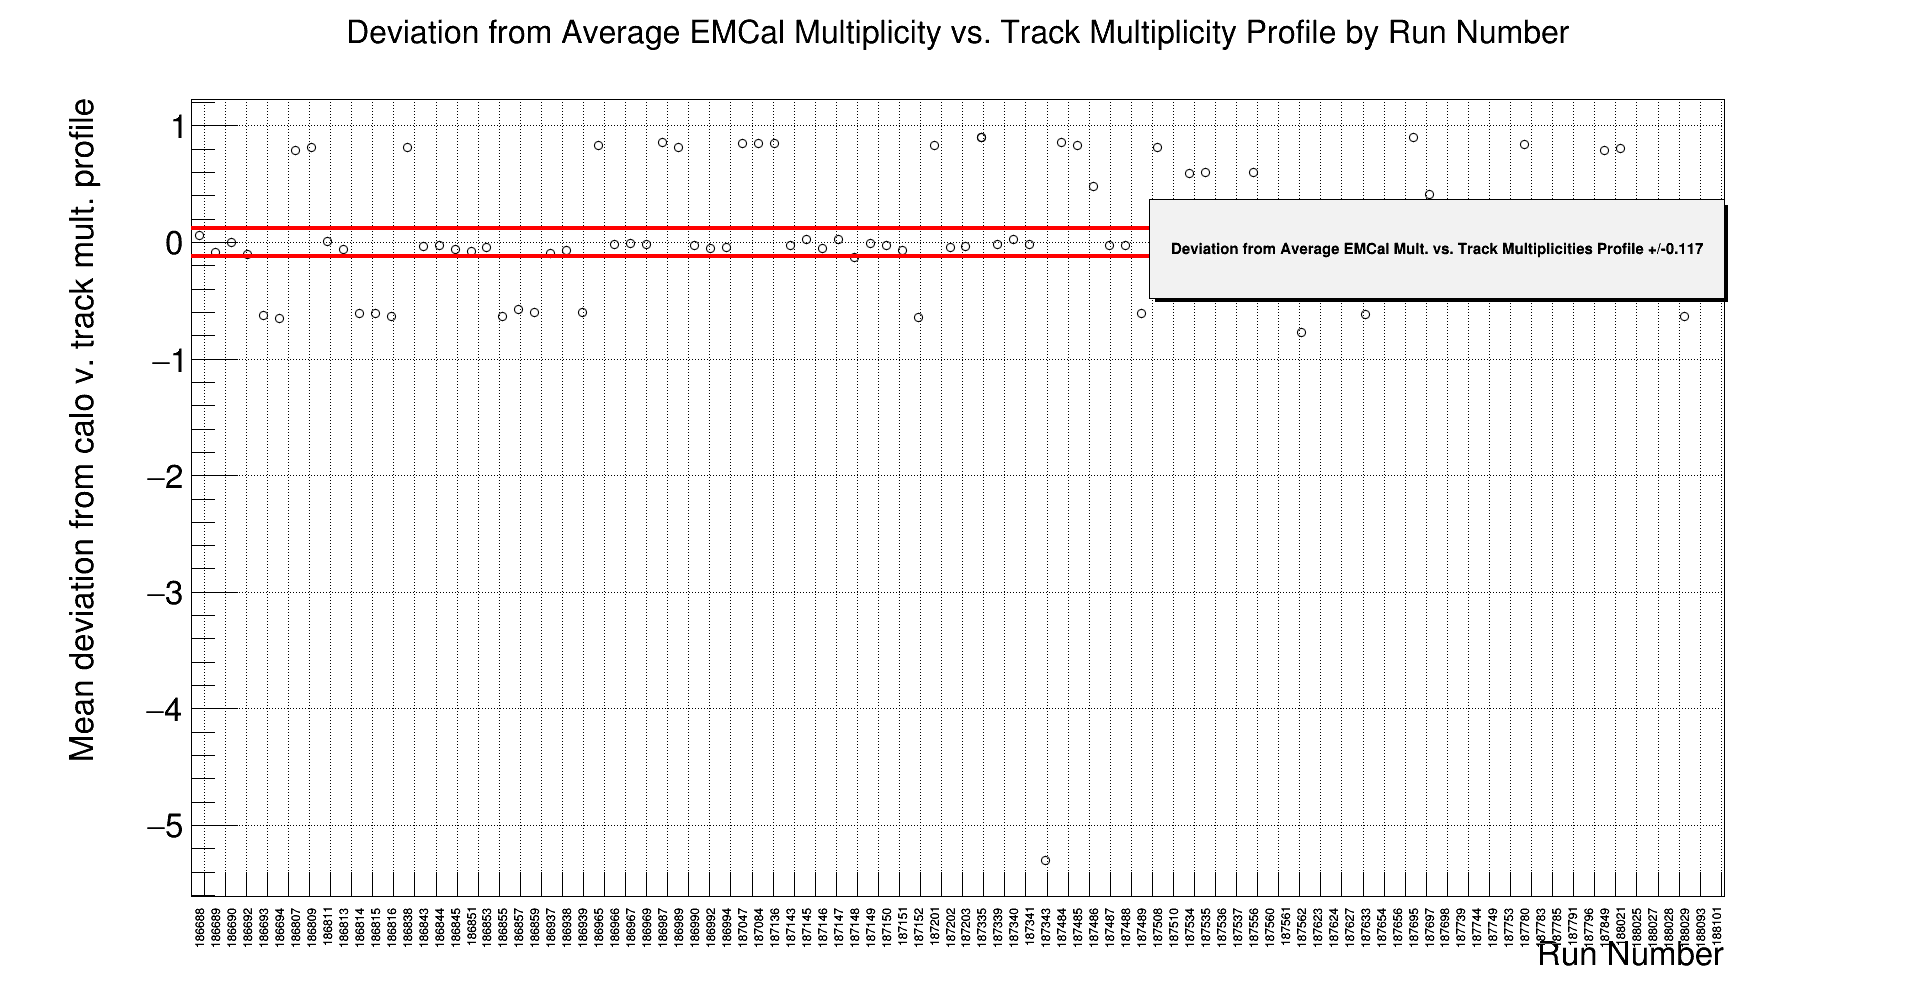 Deviation from Average EMCal Multiplicity vs. Track Multiplicity Profile by Run Number
Mean deviation from calo v. track mult. profile
1
0
−1
−2
−3
−4
−5
Deviation from Average EMCal Mult. vs. Track Multiplicities Profile +/-0.117
186688 186689 186690 186692 186693 186694 186807 186809 186811 186813 186814 186815 186816 186838 186843 186844 186845 186851 186853 186855 186857 186859 186937 186938 186939 186965 186966 186967 186969 186987 186989 186990 186992 186994 187047 187084 187136 187143 187145 187146 187147 187148 187149 187150 187151 187152 187201 187202 187203 187335 187339 187340 187341 187343 187484 187485 187486 187487 187488 187489 187508 187510 187534 187535 187536 187537 187556 187560 187561 187562 187623 187624 187627 187633 187654 187656 187695 187697 187698 187739 187744 187749 187753 187780 187783 187785 187791 187796 187849 188021 188025 188027 188028 188029 188093 188101
Run Number